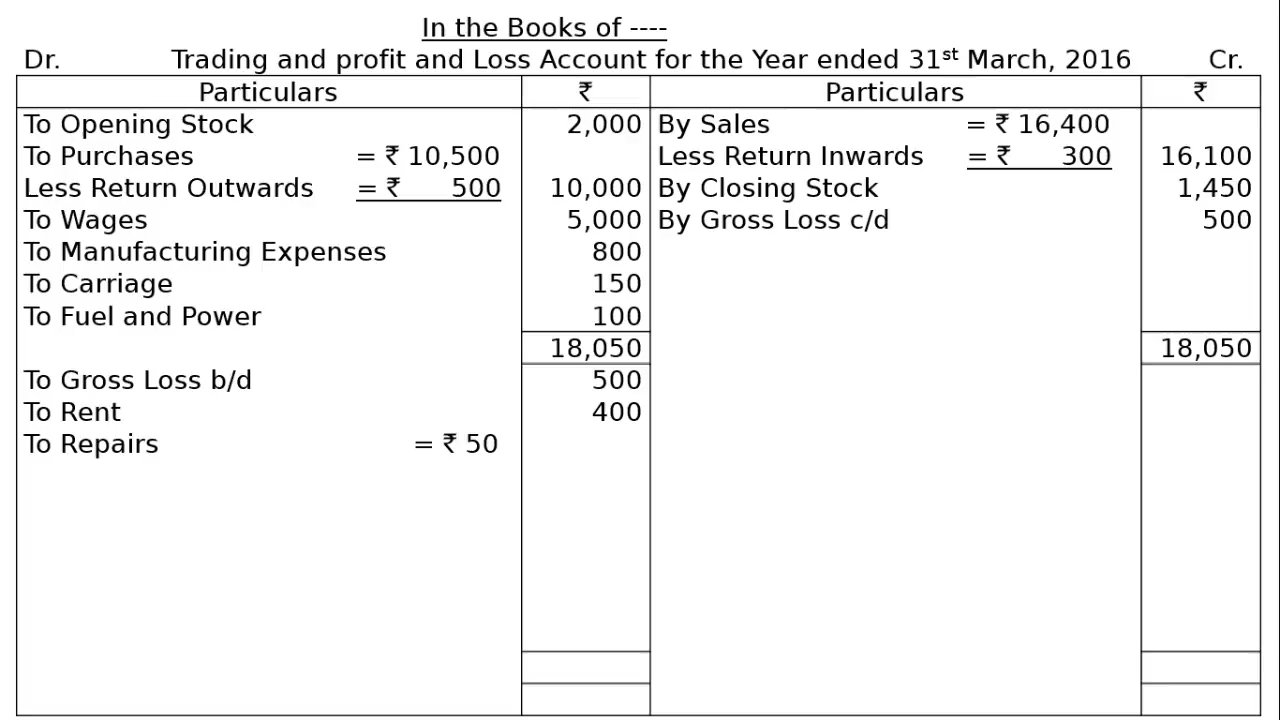 In the Books of ----
Dr. Trading and profit and Loss Account for the Year ended 31st March, 2016 Cr.
Particulars ₹ Particulars ₹
To Opening Stock 2,000 By Sales = ₹ 16,400
To Purchases = ₹ 10,500 Less Return Inwards = ₹ 300 16,100
Less Return Outwards = ₹ 500 10,000 By Closing Stock 1,450
To Wages 5,000 By Gross Loss c/d 500
To Manufacturing Expenses 800
To Carriage 150
To Fuel and Power 100
18,050 18,050
To Gross Loss b/d 500
To Rent 400
To Repairs = ₹ 50